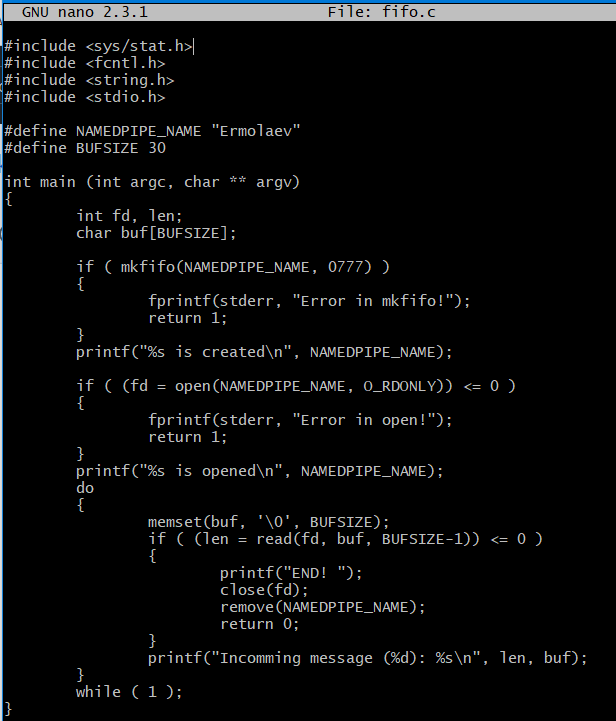 GNU nano 2.3.1 File: fifo.c
#include <sys/stat.h>
#include <fcntl.h>
#include <string.h>
#include <stdio.h>
#define NAMEDPIPE_NAME "Ermolaev"
#define BUFSIZE 30
int main (int argc, char ** argv)
{
int fd, len;
char buf[BUFSIZE];
if ( mkfifo(NAMEDPIPE_NAME, 0777) )
{
fprintf(stderr, "Error in mkfifo!");
return 1;
}
printf("%s is created\n", NAMEDPIPE_NAME);
if ( (fd = open(NAMEDPIPE_NAME, O_RDONLY)) <= 0 )
{
fprintf(stderr, "Error in open!");
return 1;
}
printf("%s is opened\n", NAMEDPIPE_NAME);
do
{
memset(buf, '\0', BUFSIZE);
if ( (len = read(fd, buf, BUFSIZE-1)) <= 0 )
{
printf("END! ");
close(fd);
remove(NAMEDPIPE_NAME);
return 0;
}
printf("Incomming message (%d): %s\n", len, buf);
}
while ( 1 );
}